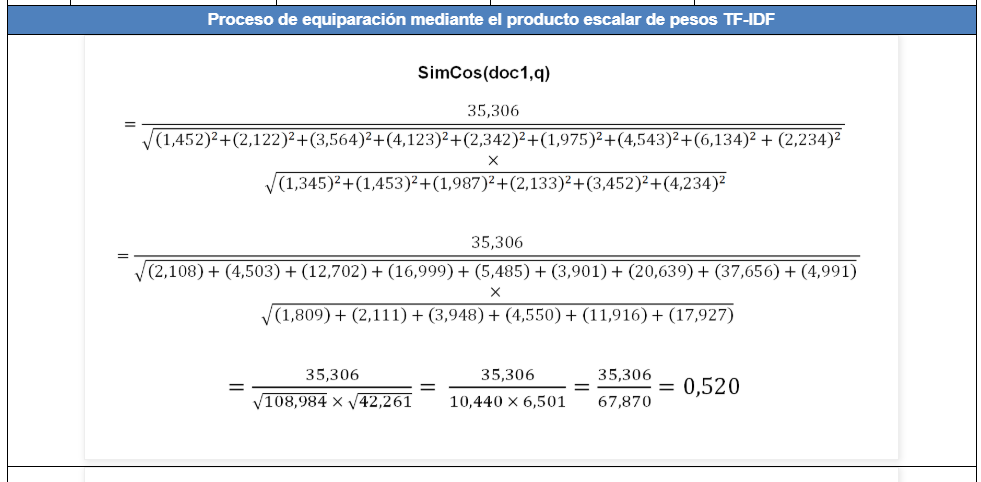 Proceso de equiparación mediante el producto escalar de pesos TF-IDF
SimCos(doc1,q)
= 35,306
√(1,452)²+(2,122)²+(3,564)²+(4,123)²+(2,342)²+(1,975)²+(4,543)²+(6,134)² + (2,234)²
×
√(1,345)²+(1,453)²+(1,987)²+(2,133)²+(3,452)²+(4,234)²
= 35,306
√(2,108) + (4,503) + (12,702) + (16,999) + (5,485) + (3,901) + (20,639) + (37,656) + (4,991)
×
√(1,809) + (2,111) + (3,948) + (4,550) + (11,916) + (17,927)
= 35,306 / √108,984 × √42,261 = 35,306 / 10,440 × 6,501 = 35,306 / 67,870 = 0,520